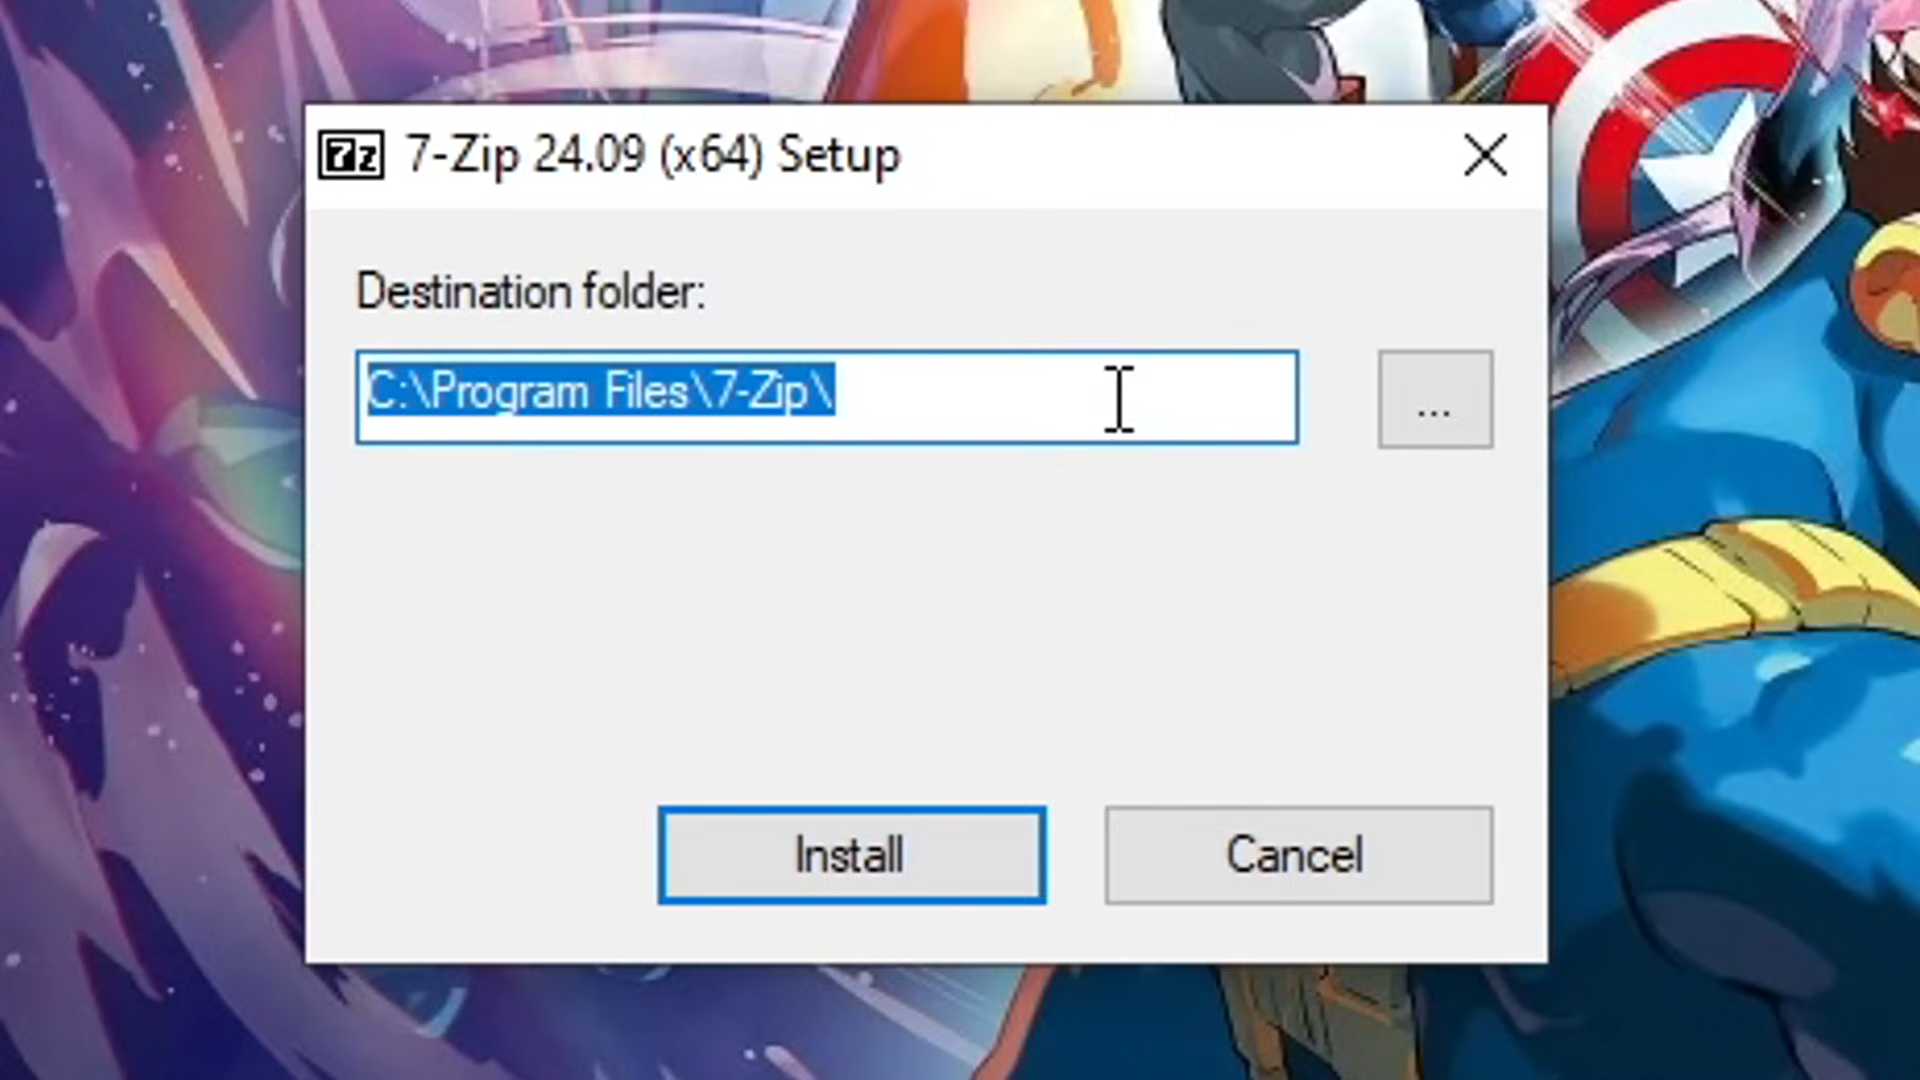 7z 7-Zip 24.09 (x64) Setup
Destination folder:
C:\Program Files\7-Zip\
...
Install Cancel